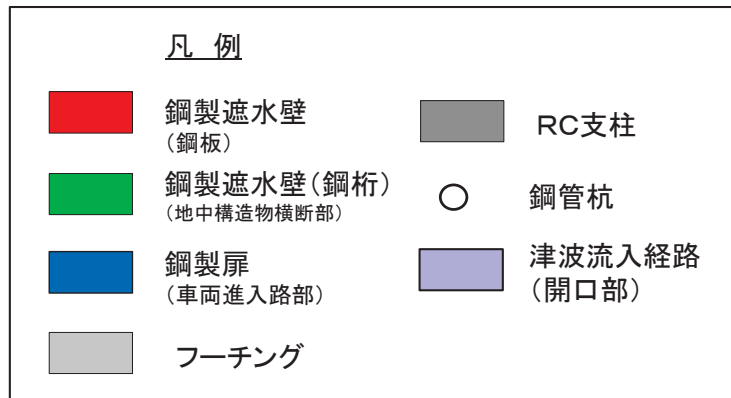 凡 例
鋼製遮水壁
（鋼板）
鋼製遮水壁（鋼桁）
（地中構造物横断部）
鋼製扉
（車両進入路部）
フーチング
RC支柱
鋼管杭
津波流入経路
（開口部）